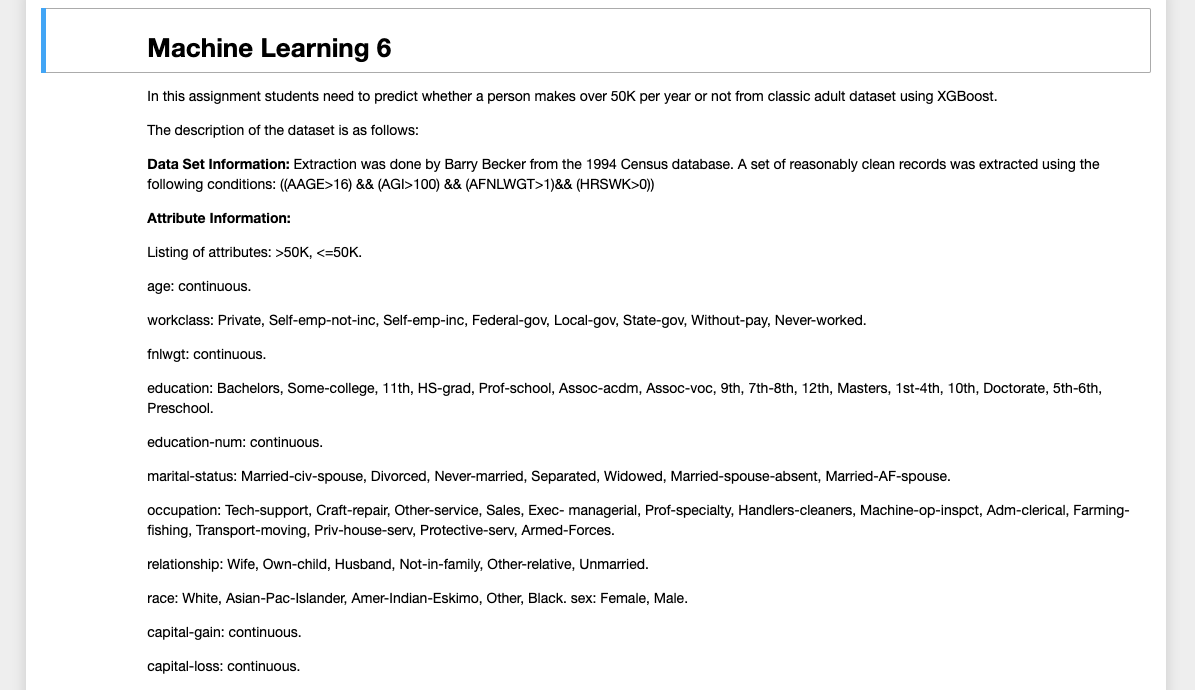 Machine Learning 6
In this assignment students need to predict whether a person makes over 50K per year or not from classic adult dataset using XGBoost.
The description of the dataset is as follows:
Data Set Information: Extraction was done by Barry Becker from the 1994 Census database. A set of reasonably clean records was extracted using the
following conditions: ((AAGE>16) && (AGI>100) && (AFNLWGT>1)&& (HRSWK>0))
Attribute Information:
Listing of attributes: >50K, <=50K.
age: continuous.
workclass: Private, Self-emp-not-inc, Self-emp-inc, Federal-gov, Local-gov, State-gov, Without-pay, Never-worked.
fnlwgt: continuous.
education: Bachelors, Some-college, 11th, HS-grad, Prof-school, Assoc-acdm, Assoc-voc, 9th, 7th-8th, 12th, Masters, 1st-4th, 10th, Doctorate, 5th-6th,
Preschool.
education-num: continuous.
marital-status: Married-civ-spouse, Divorced, Never-married, Separated, Widowed, Married-spouse-absent, Married-AF-spouse.
occupation: Tech-support, Craft-repair, Other-service, Sales, Exec- managerial, Prof-specialty, Handlers-cleaners, Machine-op-inspct, Adm-clerical, Farming-
fishing, Transport-moving, Priv-house-serv, Protective-serv, Armed-Forces.
relationship: Wife, Own-child, Husband, Not-in-family, Other-relative, Unmarried.
race: White, Asian-Pac-Islander, Amer-Indian-Eskimo, Other, Black. sex: Female, Male.
capital-gain: continuous.
capital-loss: continuous.